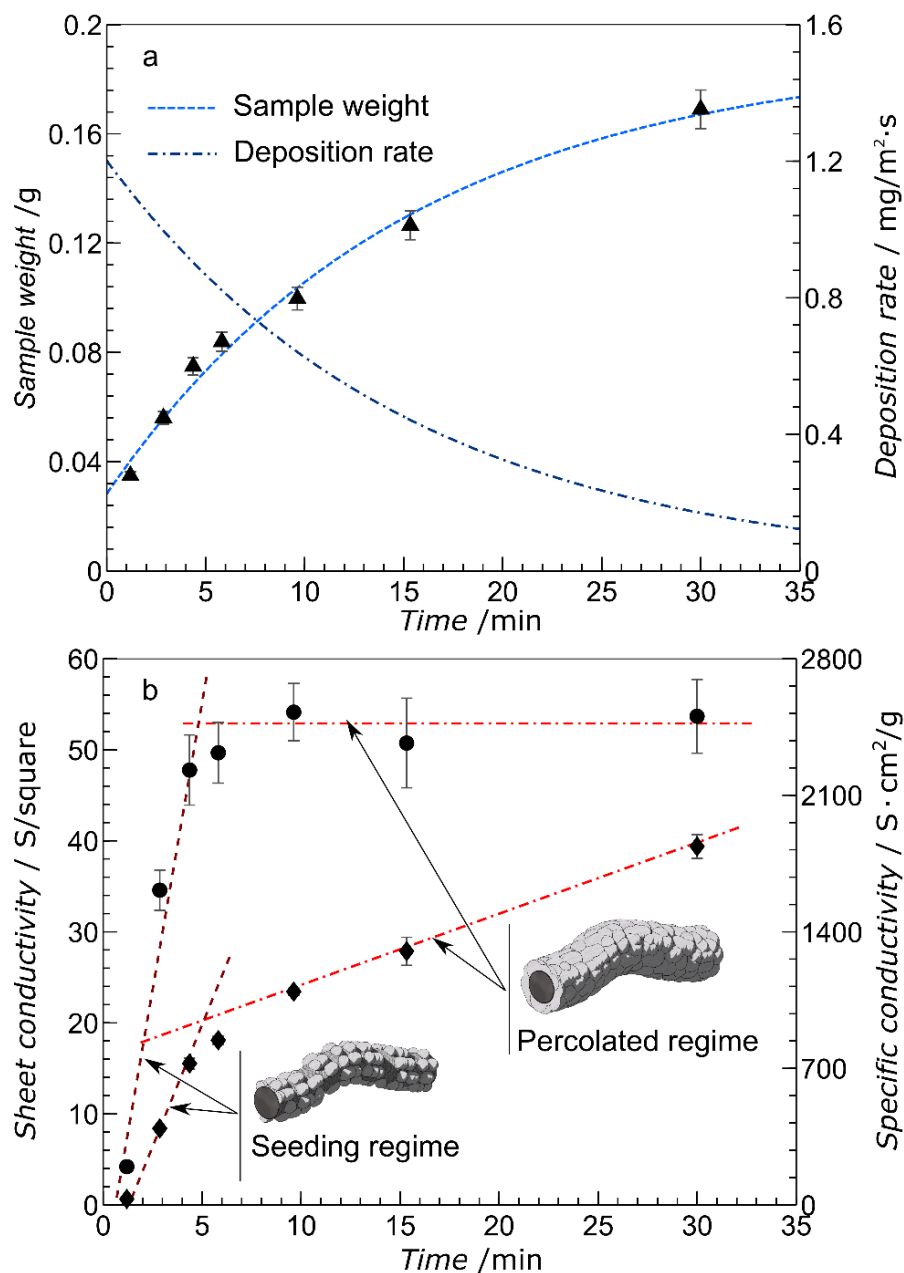 a
Sample weight
Deposition rate
0.2
0.16
0.12
0.08
0.04
0
Sample weight /g
1.6
1.2
0.8
0.4
0
Deposition rate / mg/m²·s
0 5 10 15 20 25 30 35
Time /min
b
60
50
40
30
20
10
0
Sheet conductivity / S/square
2800
2100
1400
700
0
Specific conductivity / S·cm²/g
Percolated regime
Seeding regime
0 5 10 15 20 25 30 35
Time /min